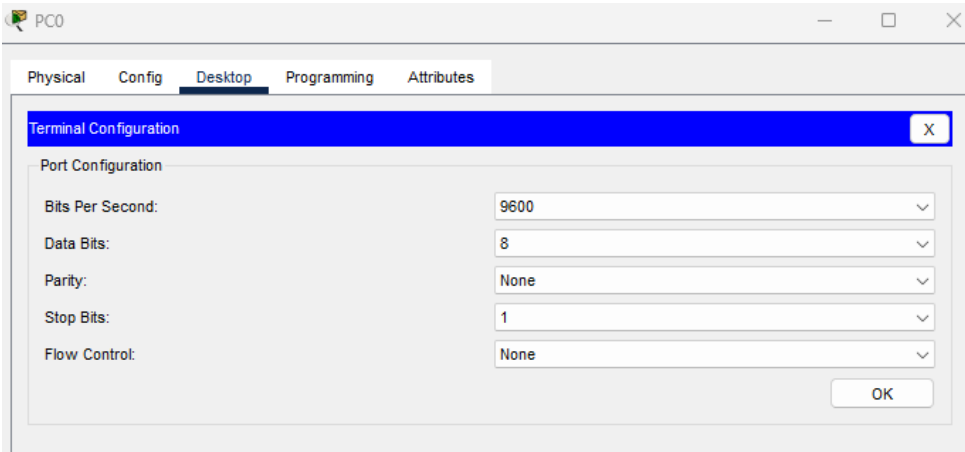 PC0
Physical Config Desktop Programming Attributes
Terminal Configuration X
Port Configuration
Bits Per Second: 9600
Data Bits: 8
Parity: None
Stop Bits: 1
Flow Control: None
OK